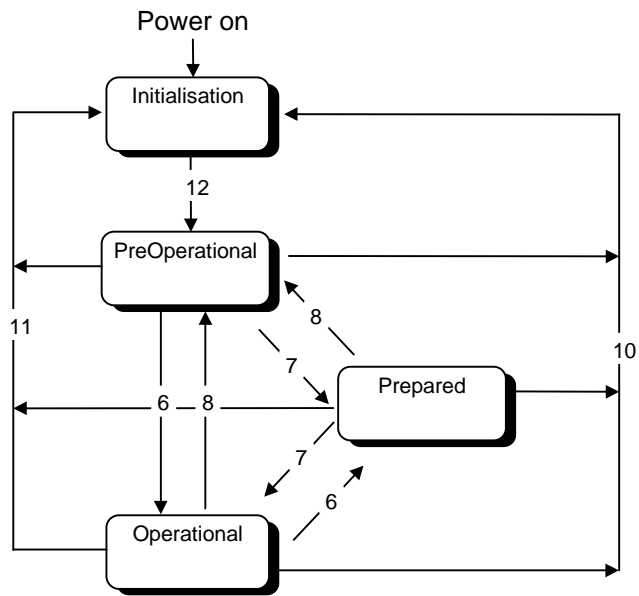 Power on
Initialisation
12
PreOperational
8
11
7
10
Prepared
6
8
7
6
Operational